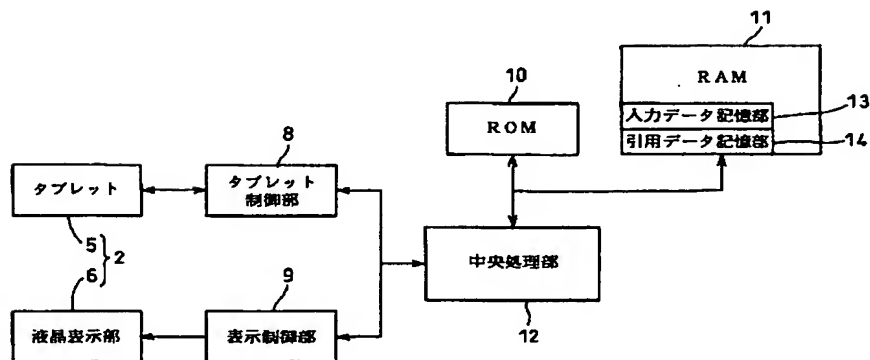 11
RAM
10
13
入力データ記憶部
ROM
引用データ記憶部
14
8
タブレット
タブレット
制御部
中央処理部
5
2
6
9
12
液晶表示部
表示制御部